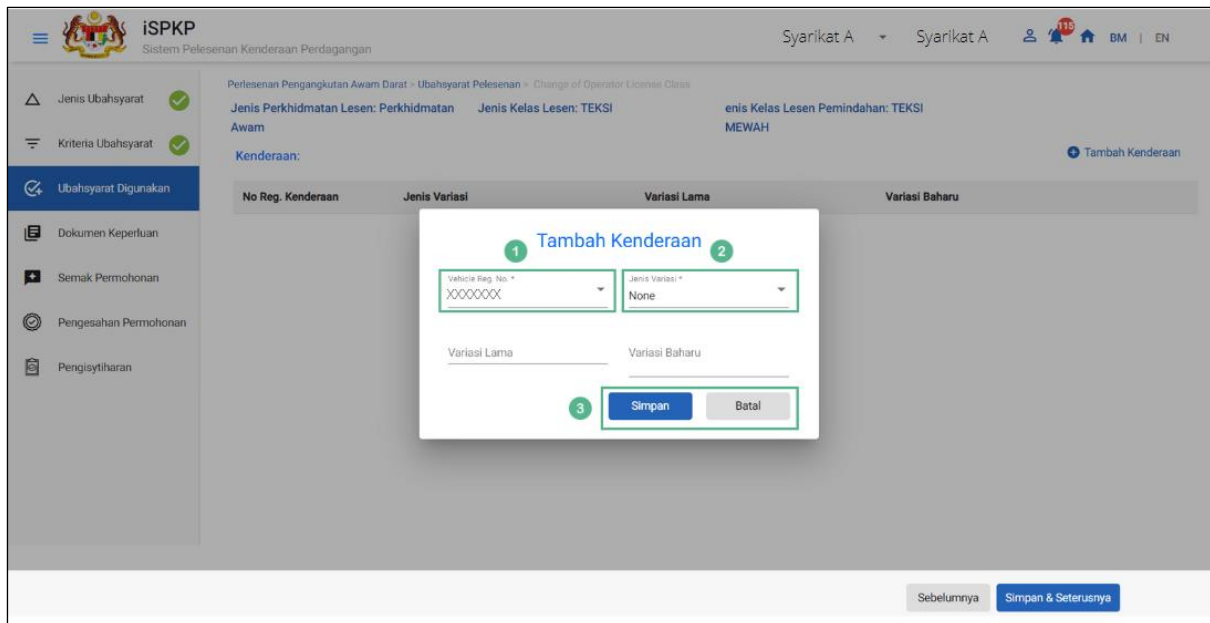 iSPKP
Sistem Pelesenan Kenderaan Perdagangan
Syarikat A
Syarikat A
115
BM | EN
Jenis Ubahsyarat
Kriteria Ubahsyarat
Ubahsyarat Digunakan
Dokumen Keperluan
Semak Permohonan
Pengesahan Permohonan
Pengisytiharan
Perlesenan Pengangkutan Awam Darat > Ubahsyarat Pelesenan > Change of Operator License Class
Jenis Perkhidmatan Lesen: Perkhidmatan Awam
Jenis Kelas Lesen: TEKSI
enis Kelas Lesen Pemindahan: TEKSI MEWAH
Kenderaan:
Tambah Kenderaan
No Reg. Kenderaan Jenis Variasi Variasi Lama Variasi Baharu
Tambah Kenderaan
1
2
Vehicle Reg. No. *
XXXXXXX
Jenis Variasi *
None
Variasi Lama
Variasi Baharu
3
Simpan
Batal
Sebelumnya
Simpan & Seterusnya